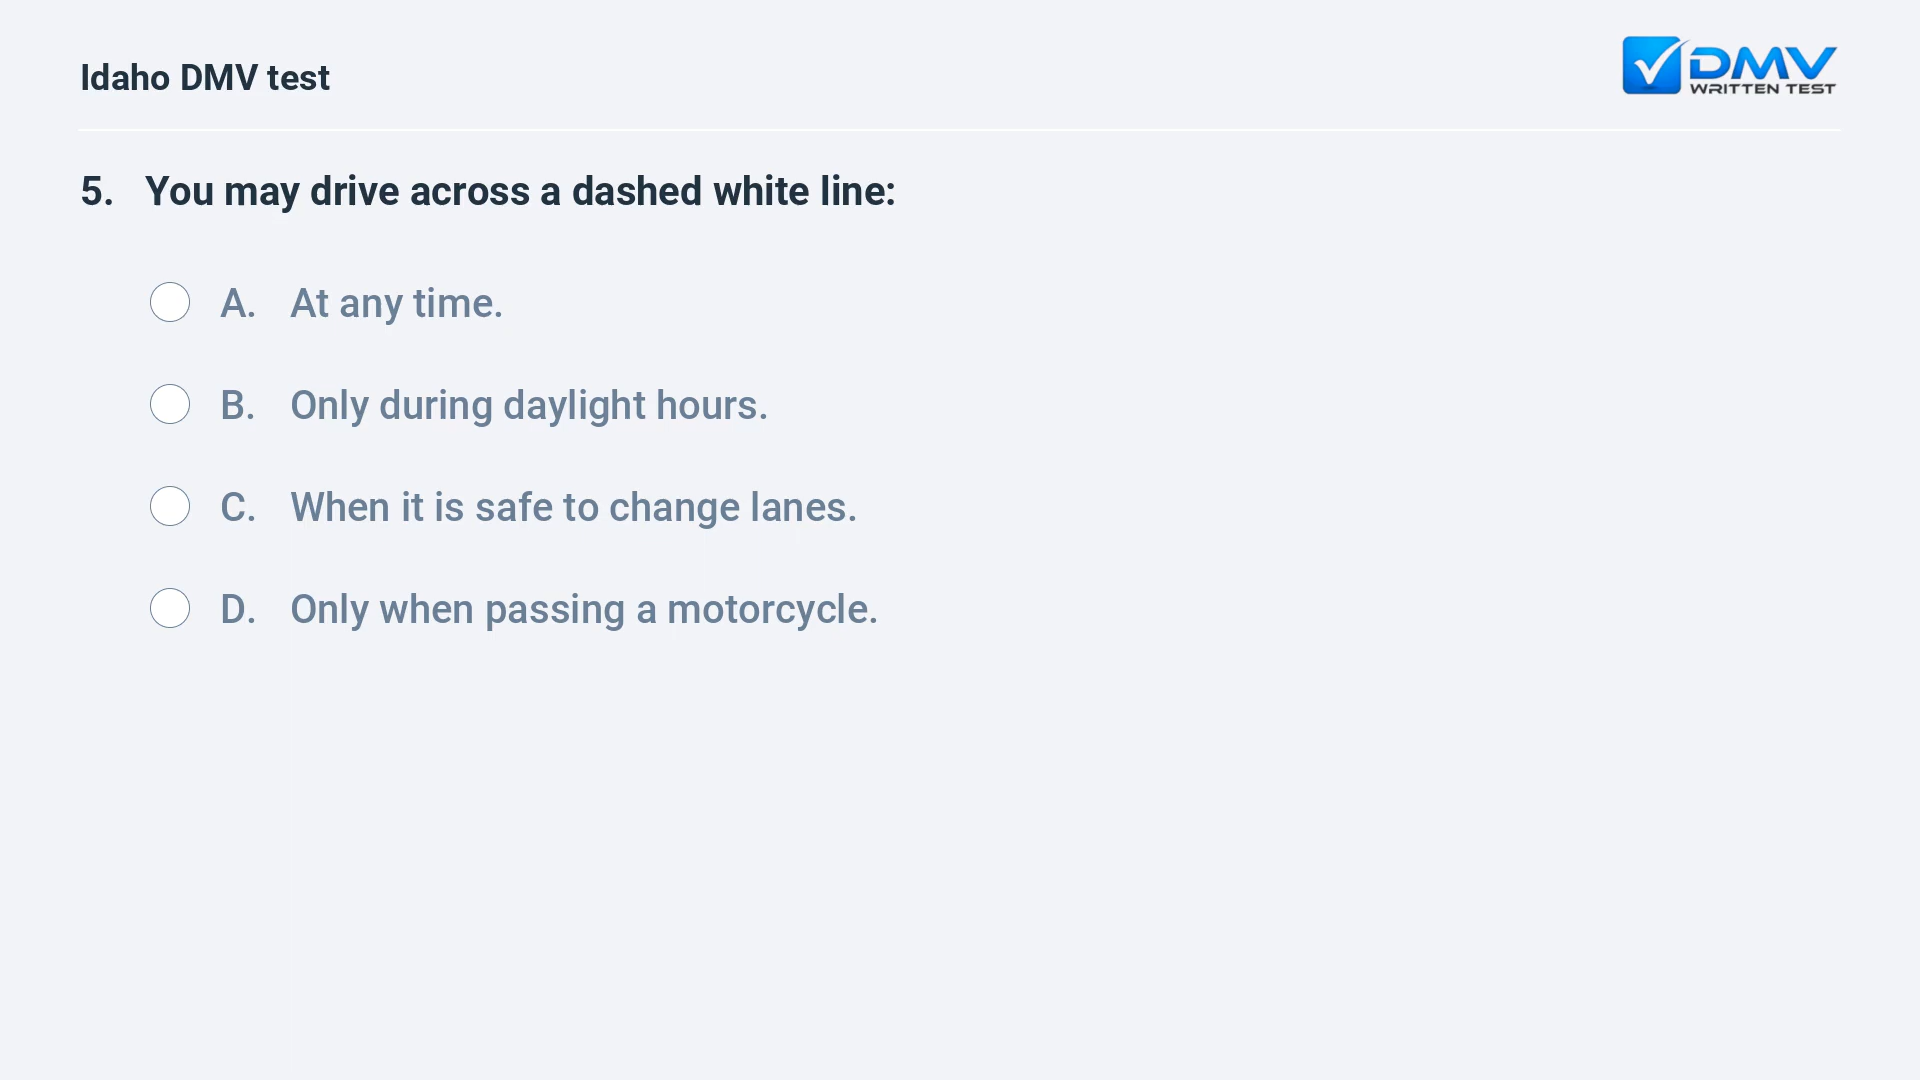 Idaho DMV test
DMV
WRITTEN TEST
5. You may drive across a dashed white line:
A. At any time.
B. Only during daylight hours.
C. When it is safe to change lanes.
D. Only when passing a motorcycle.